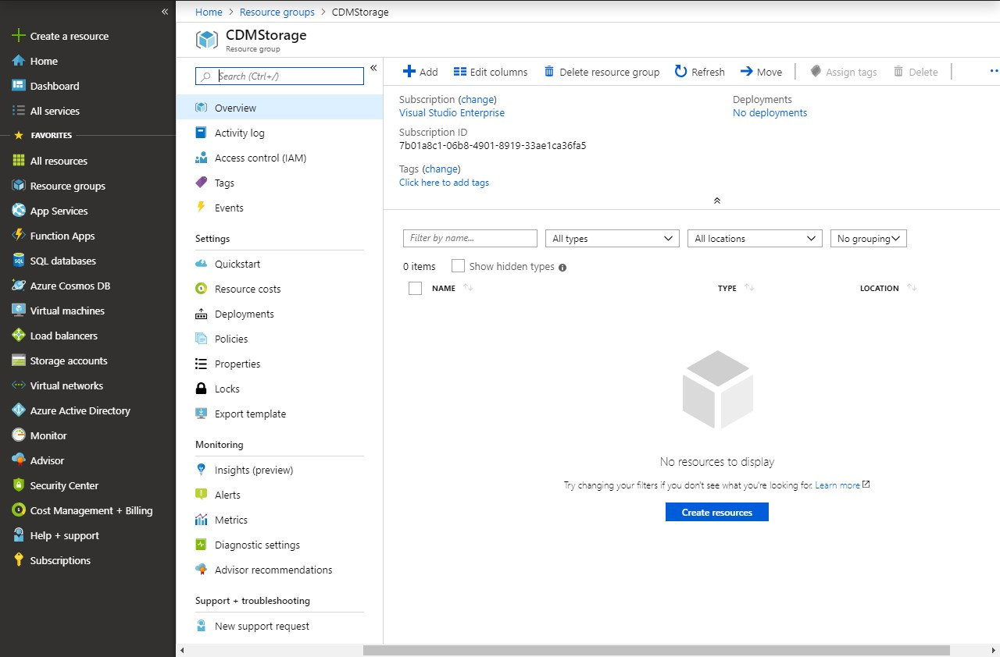 «
Create a resource
Home
Dashboard
All services
FAVORITES
All resources
Resource groups
App Services
Function Apps
SQL databases
Azure Cosmos DB
Virtual machines
Load balancers
Storage accounts
Virtual networks
Azure Active Directory
Monitor
Advisor
Security Center
Cost Management + Billing
Help + support
Subscriptions
Home > Resource groups > CDMStorage
CDMStorage
Resource group
Search (Ctrl+/)
«
Overview
Activity log
Access control (IAM)
Tags
Events
Settings
Quickstart
Resource costs
Deployments
Policies
Properties
Locks
Export template
Monitoring
Insights (preview)
Alerts
Metrics
Diagnostic settings
Advisor recommendations
Support + troubleshooting
New support request
Add Edit columns Delete resource group Refresh Move Assign tags Delete
Subscription (change)
Visual Studio Enterprise
Subscription ID
7b01a8c1-06b8-4901-8919-33ae1ca36fa5
Tags (change)
Click here to add tags
Deployments
No deployments
Filter by name... All types All locations No grouping
0 items Show hidden types
NAME TYPE LOCATION
No resources to display
Try changing your filters if you don't see what you're looking for. Learn more
Create resources